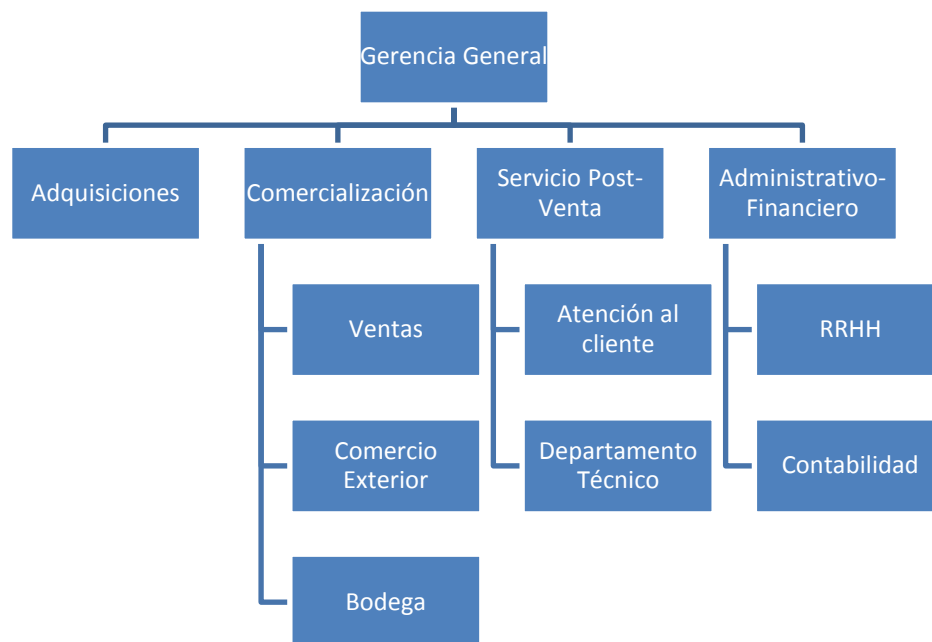 Gerencia General
Adquisiciones
Comercialización
Servicio Post-
Venta
Administrativo-
Financiero
Ventas
Atención al
cliente
RRHH
Comercio
Exterior
Departamento
Técnico
Contabilidad
Bodega